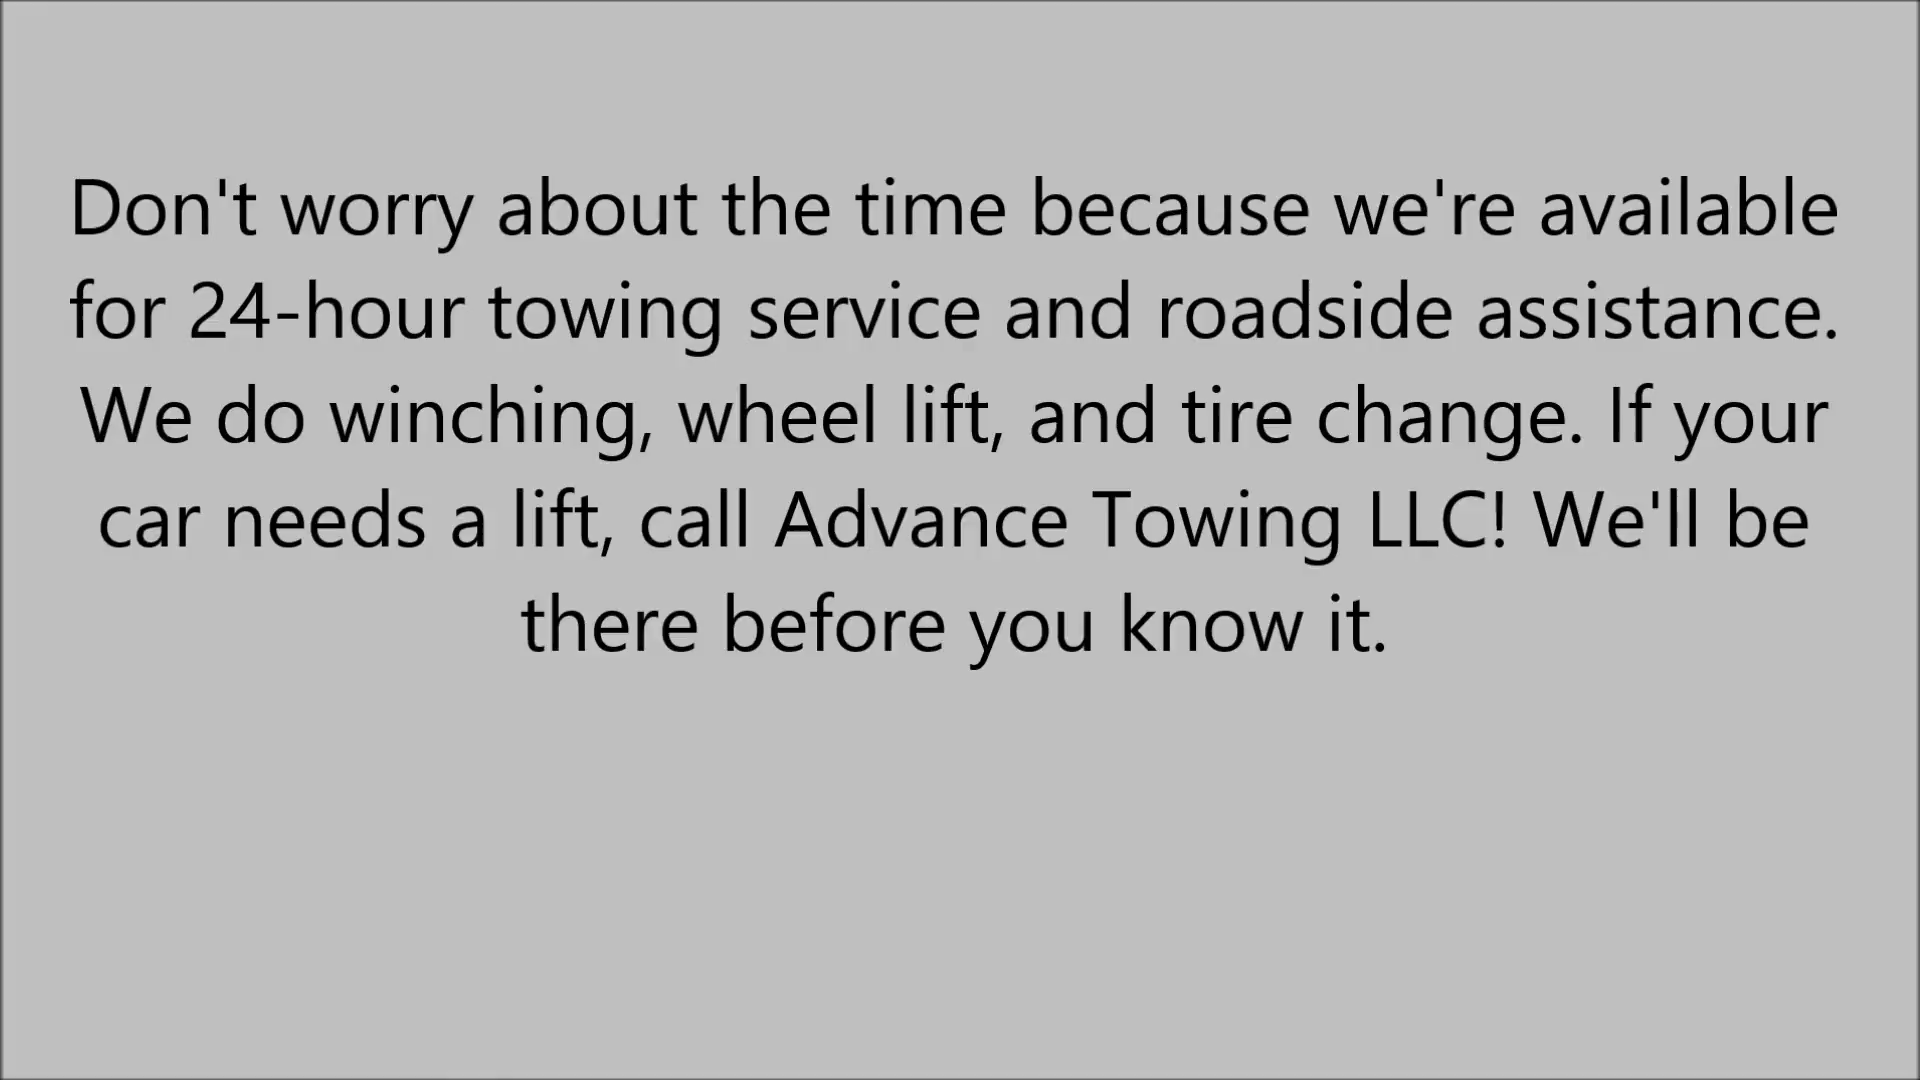 Don't worry about the time because we're available
for 24-hour towing service and roadside assistance.
We do winching, wheel lift, and tire change. If your
car needs a lift, call Advance Towing LLC! We'll be
there before you know it.